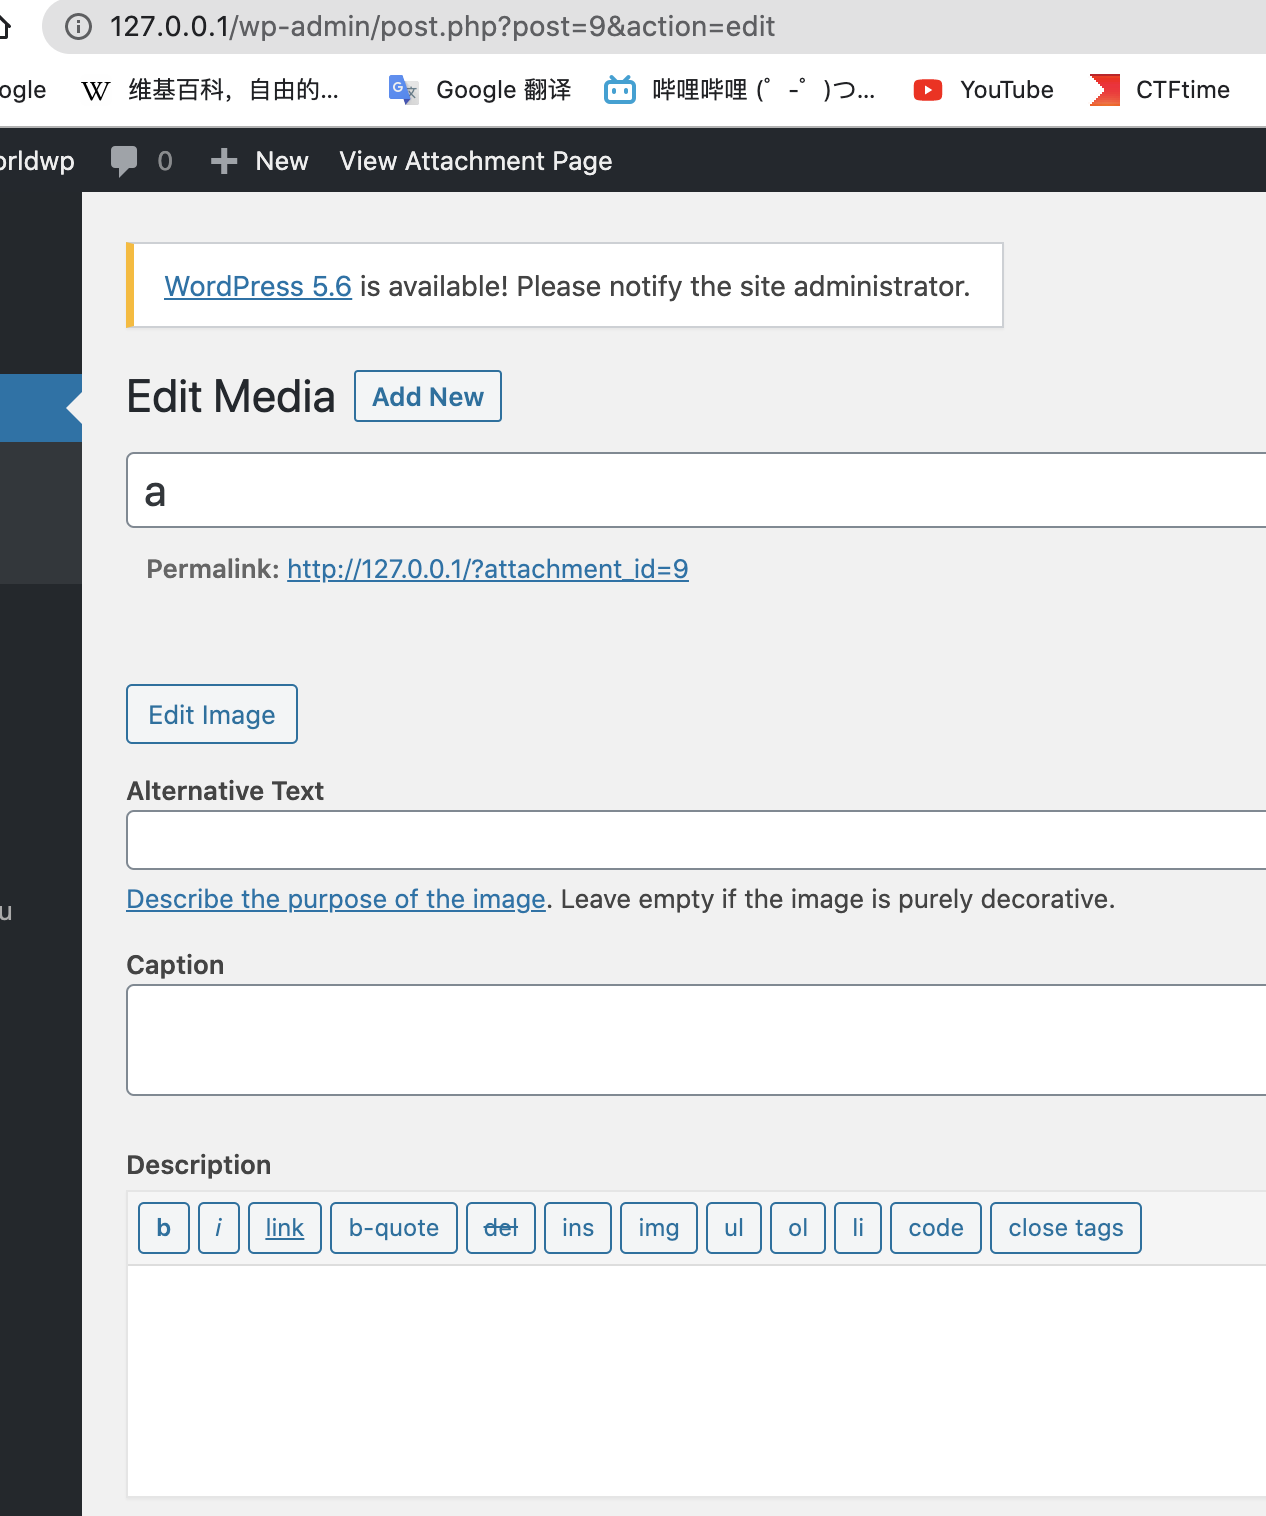 127.0.0.1/wp-admin/post.php?post=9&action=edit
ogle W 维基百科，自由的... Google 翻译 哔哩哔哩 (゜-゜)つ... YouTube CTFtime
orldwp 0 New View Attachment Page
WordPress 5.6 is available! Please notify the site administrator.
Edit Media Add New
a
Permalink: http://127.0.0.1/?attachment_id=9
Edit Image
Alternative Text
Describe the purpose of the image. Leave empty if the image is purely decorative.
u
Caption
Description
b i link b-quote del ins img ul ol li code close tags